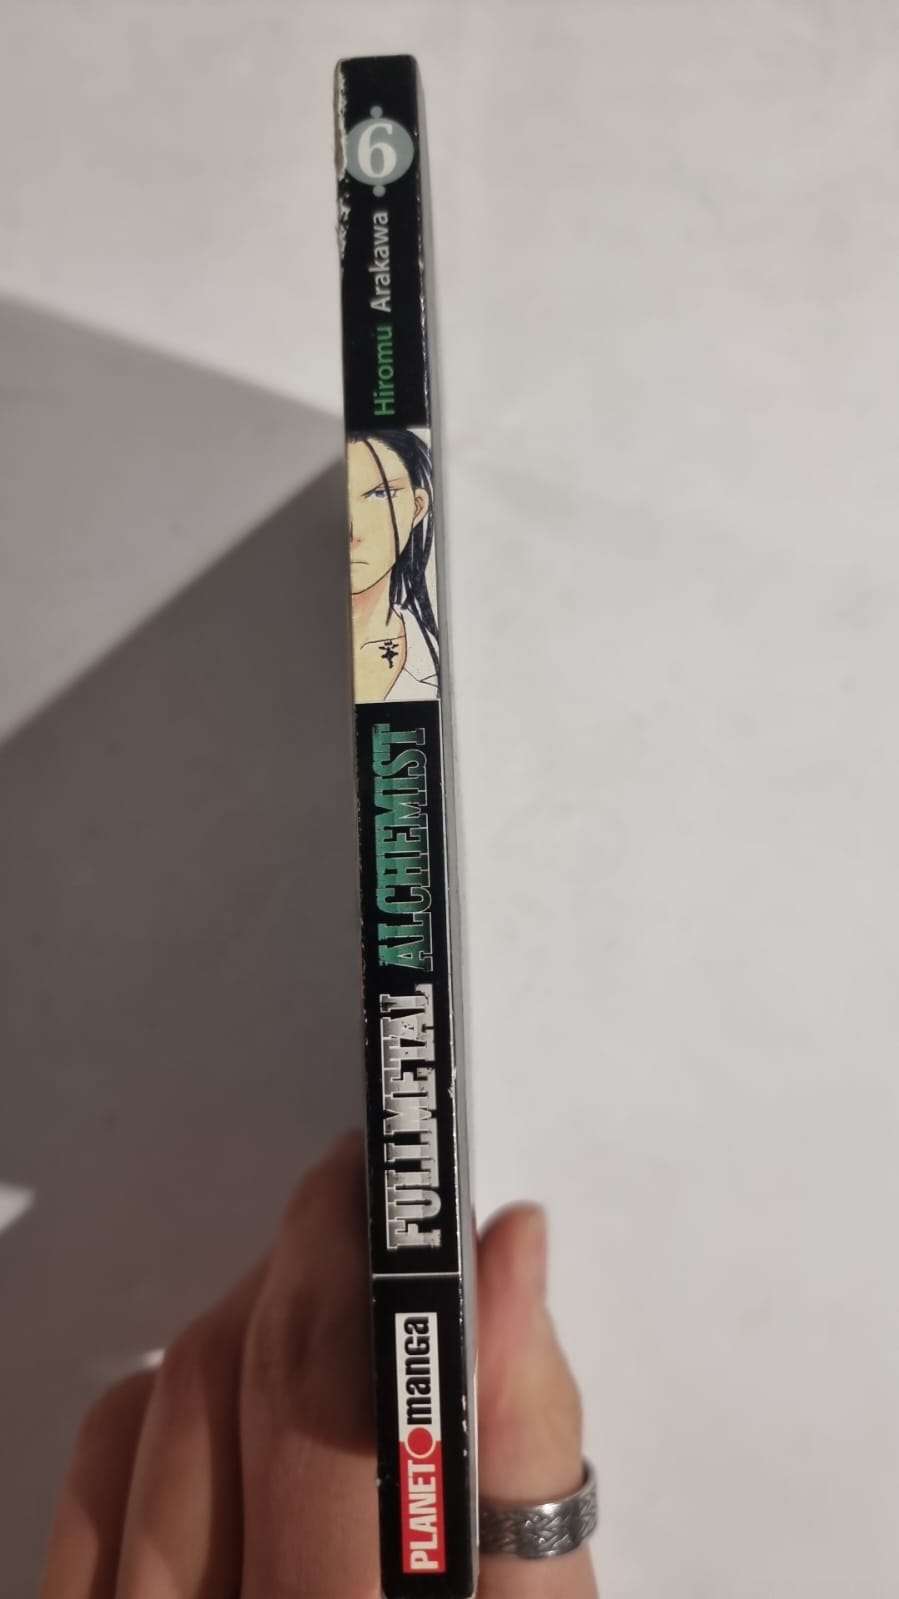 6
Hiromu Arakawa
FULLMETAL ALCHEMIST
PLANET manga